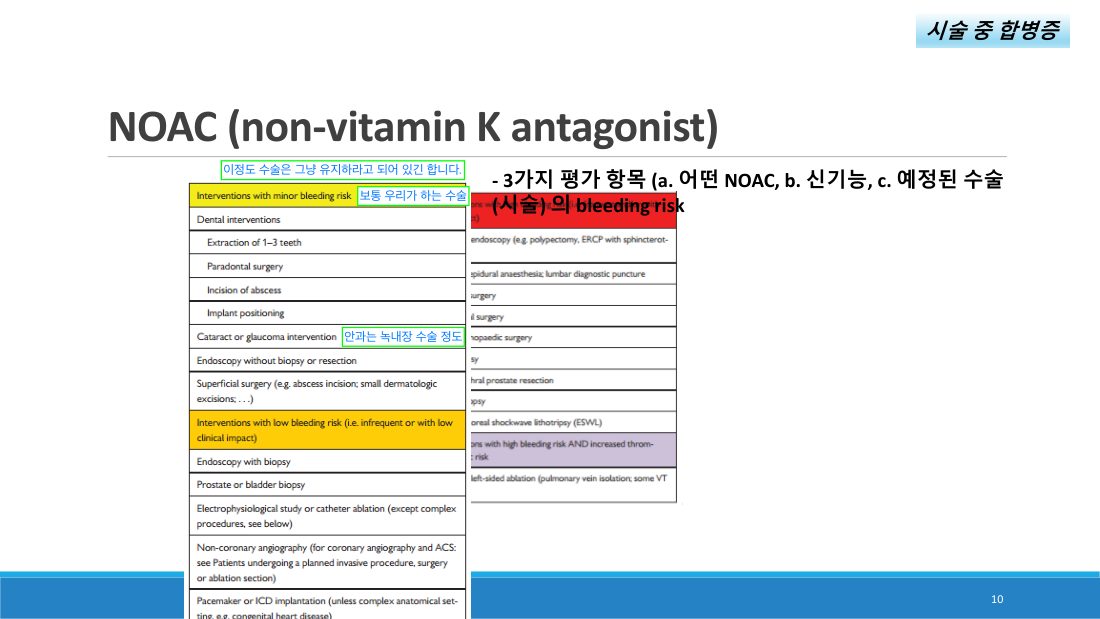 시술 중 합병증
NOAC (non-vitamin K antagonist)
이정도 수술은 그냥 유지하라고 되어 있긴 합니다.
- 3가지 평가 항목 (a. 어떤 NOAC, b. 신기능, c. 예정된 수술
(시술) 의 bleeding risk
Interventions with minor bleeding risk 보통 우리가 하는 수술
Dental interventions
Extraction of 1–3 teeth
Paradontal surgery
Incision of abscess
Implant positioning
Cataract or glaucoma intervention 안과는 녹내장 수술 정도
Endoscopy without biopsy or resection
Superficial surgery (e.g. abscess incision; small dermatologic
excisions; . . .)
Interventions with low bleeding risk (i.e. infrequent or with low
clinical impact)
Endoscopy with biopsy
Prostate or bladder biopsy
Electrophysiological study or catheter ablation (except complex
procedures, see below)
Non-coronary angiography (for coronary angiography and ACS:
see Patients undergoing a planned invasive procedure, surgery
or ablation section)
Pacemaker or ICD implantation (unless complex anatomical set-
ting, e.g. congenital heart disease)
endoscopy (e.g. polypectomy, ERCP with sphincterot-
epidural anaesthesia; lumbar diagnostic puncture
surgery
surgery
opaedic surgery
prostate resection
oreal shockwave lithotripsy (ESWL)
ons with high bleeding risk AND increased throm-
risk
left-sided ablation (pulmonary vein isolation; some VT
10